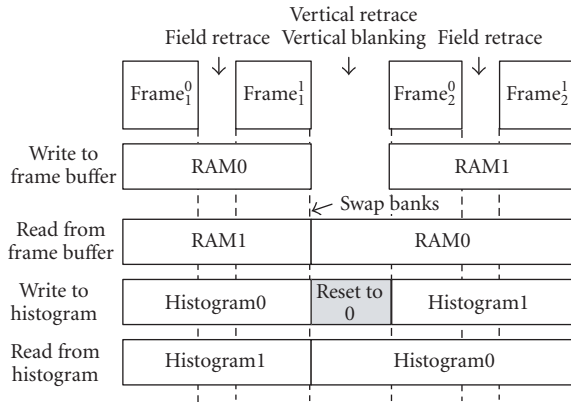 Vertical retrace
Field retrace Vertical blanking Field retrace
Frame₁⁰ Frame₁¹ Frame₂⁰ Frame₂¹
Write to
frame buffer
RAM0 RAM1
Swap banks
Read from
frame buffer
RAM1 RAM0
Write to
histogram
Histogram0 Reset to
0
Histogram1
Read from
histogram
Histogram1 Histogram0